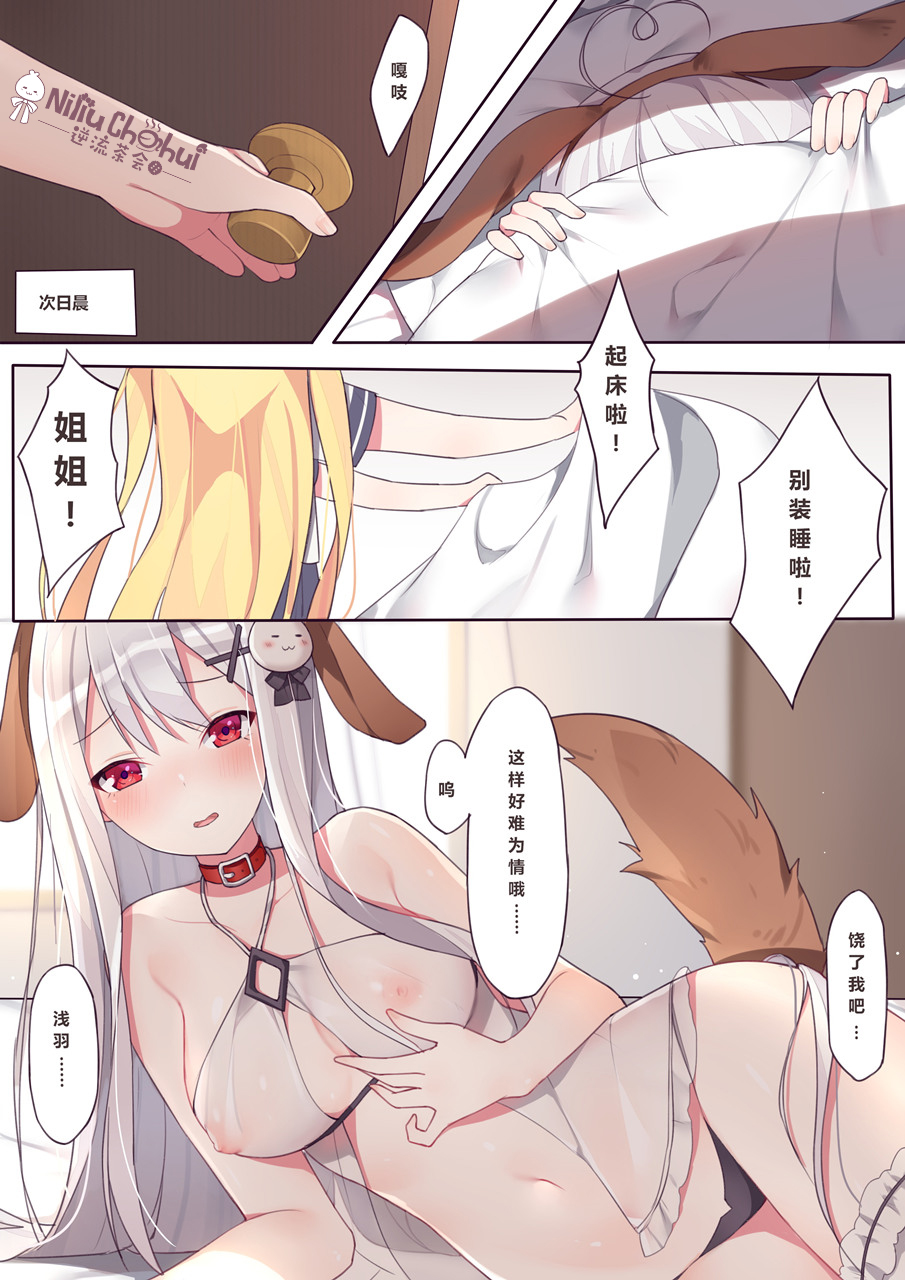 Niliu Chahui
逆流茶会
嘎吱
次日晨
姐姐！
起床啦！
别装睡啦！
呜
这样好难为情哦……
浅羽……
饶了我吧…